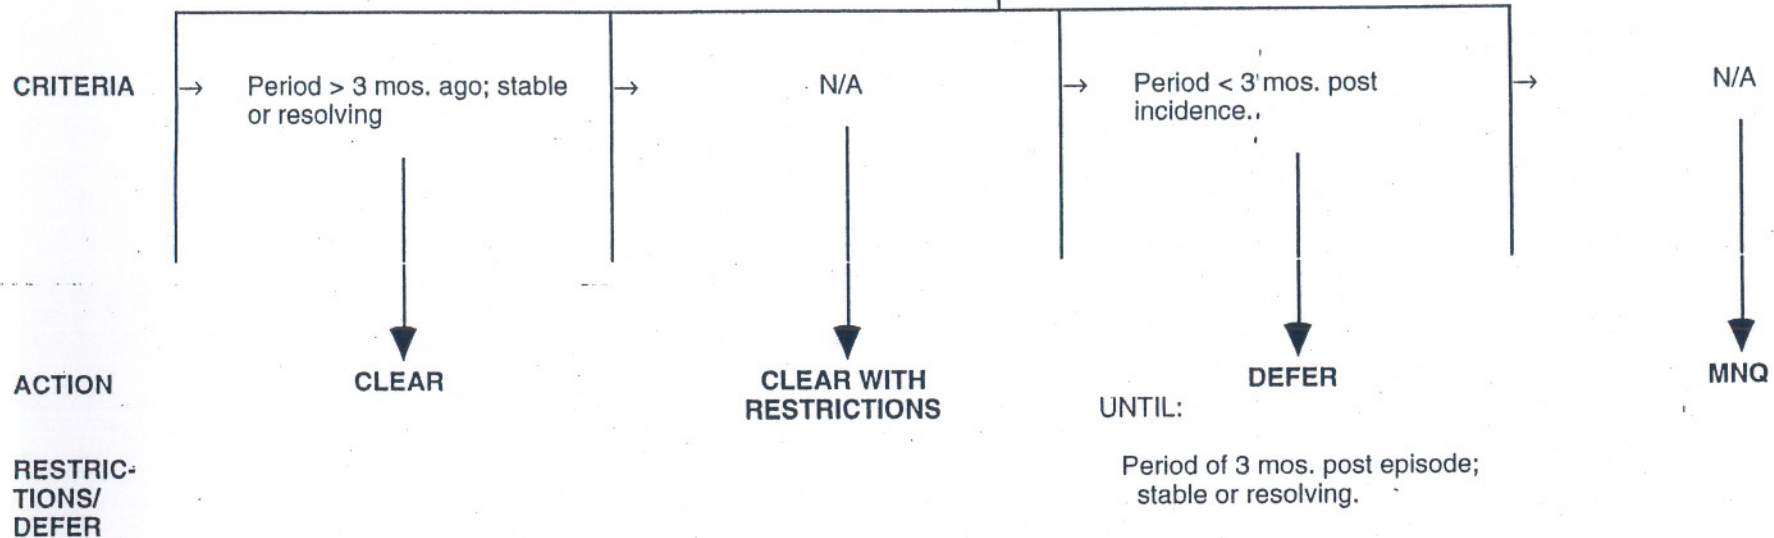 CRITERIA
→ Period > 3 mos. ago; stable
or resolving
→ N/A
→ Period < 3 mos. post
incidence.
→ N/A
ACTION
CLEAR
CLEAR WITH
RESTRICTIONS
DEFER
UNTIL:
MNQ
RESTRIC-
TIONS/
DEFER
Period of 3 mos. post episode;
stable or resolving.